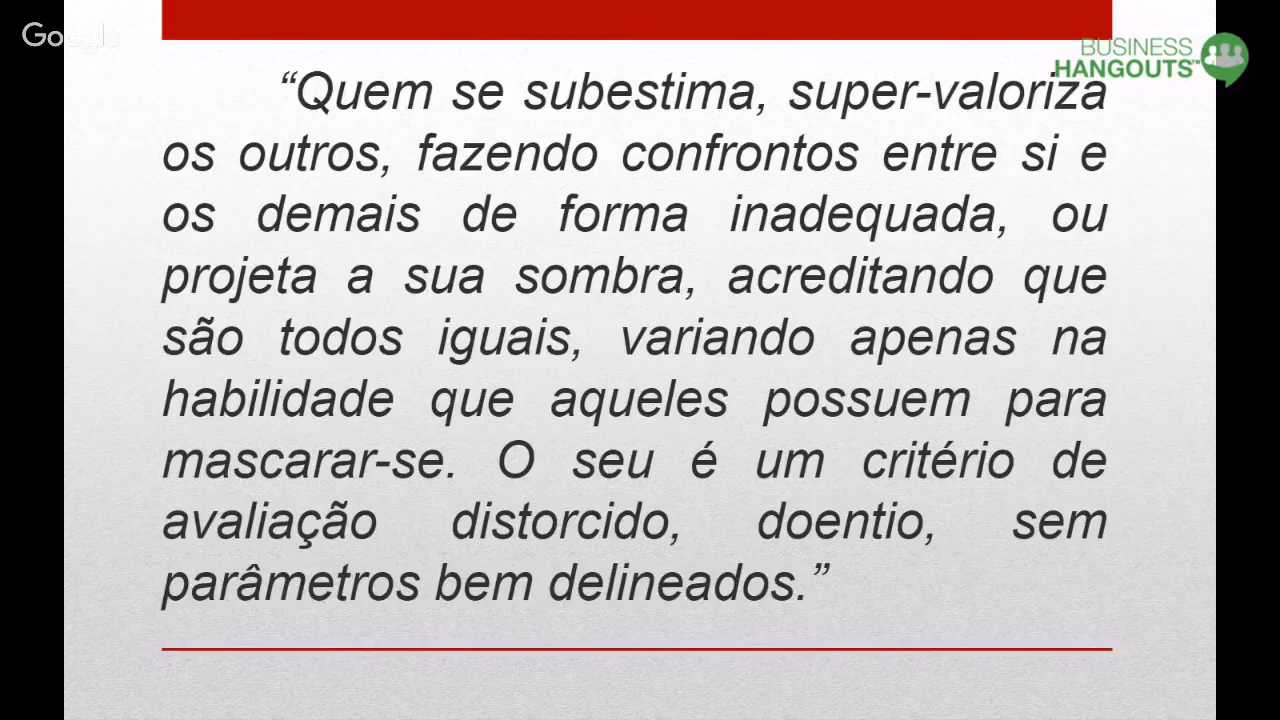 Google
BUSINESS
HANGOUTS™
“Quem se subestima, super-valoriza
os outros, fazendo confrontos entre si e
os demais de forma inadequada, ou
projeta a sua sombra, acreditando que
são todos iguais, variando apenas na
habilidade que aqueles possuem para
mascarar-se. O seu é um critério de
avaliação distorcido, doentio, sem
parâmetros bem delineados.”